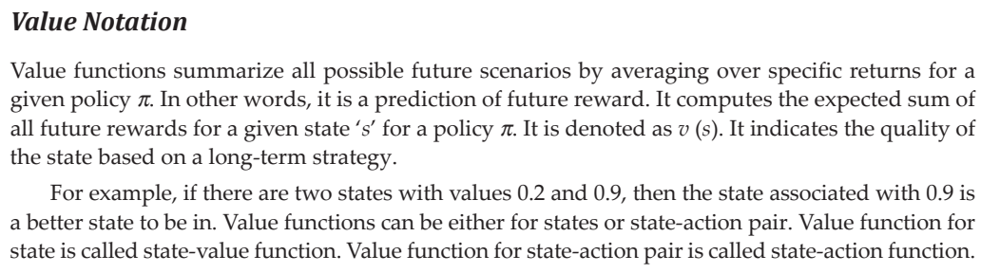 Value Notation
Value functions summarize all possible future scenarios by averaging over specific returns for a
given policy π. In other words, it is a prediction of future reward. It computes the expected sum of
all future rewards for a given state ‘s’ for a policy π. It is denoted as v (s). It indicates the quality of
the state based on a long-term strategy.
For example, if there are two states with values 0.2 and 0.9, then the state associated with 0.9 is
a better state to be in. Value functions can be either for states or state-action pair. Value function for
state is called state-value function. Value function for state-action pair is called state-action function.